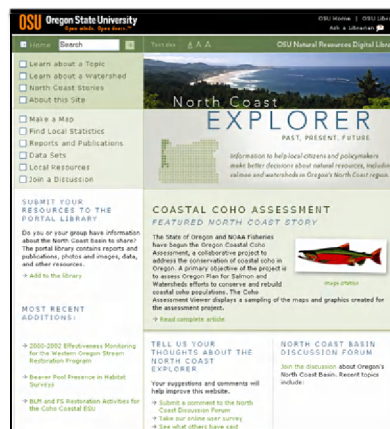 OSU Oregon State University
Open minds. Open doors.™
OSU Home | OSU Libr
Ask a Librarian
Home Search
Text size: A A A
OSU Natural Resources Digital Libra
Learn about a Topic
Learn about a Watershed
North Coast Stories
About this Site
Make a Map
Find Local Statistics
Reports and Publications
Data Sets
Local Resources
Join a Discussion
North Coast
EXPLORER
PAST, PRESENT, FUTURE
Information to help local citizens and policymakers
make better decisions about natural resources, includin
salmon and watersheds in Oregon's North Coast region.
SUBMIT YOUR
RESOURCES TO THE
PORTAL LIBRARY
Do you or your group have information
about the North Coast Basin to share?
The portal library contains reports and
publications, photos and images, data,
and other resources.
Add to the library
MOST RECENT
ADDITIONS:
2000-2002 Effectiveness Monitoring
for the Western Oregon Stream
Restoration Program
Beaver Pool Presence in Habitat
Surveys
BLM and FS Restoration Activities for
the Coho Coastal ESU
COASTAL COHO ASSESSMENT
FEATURED NORTH COAST STORY
The State of Oregon and NOAA Fisheries
have begun the Oregon Coastal Coho
Assessment, a collaborative project to
address the conservation of coastal coho in
Oregon. A primary objective of the project is
to assess Oregon Plan for Salmon and
Watersheds efforts to conserve and rebuild
coastal coho populations. The Coho
Assessment Viewer displays a sampling of the maps and graphics created for
the assessment project.
Image citation
Read complete article
TELL US YOUR
THOUGHTS ABOUT THE
NORTH COAST
EXPLORER
Your suggestions and comments will
help improve this website.
Submit a comment to the North
Coast Discussion Forum
Take our online user survey
See what others have said
NORTH COAST BASIN
DISCUSSION FORUM
Join the discussion about Oregon's
North Coast Basin. Recent topics
include: